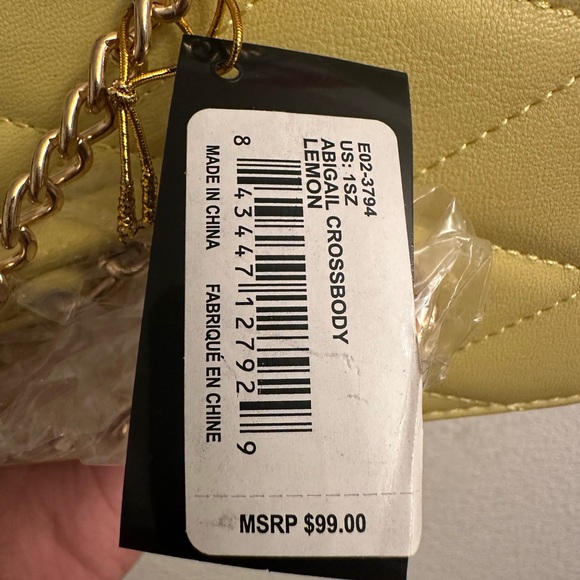 E02-3794
US: 1SZ
ABIGAIL CROSSBODY
LEMON
8 43447 12792 9
MADE IN CHINA FABRIQUÉ EN CHINE
MSRP $99.00